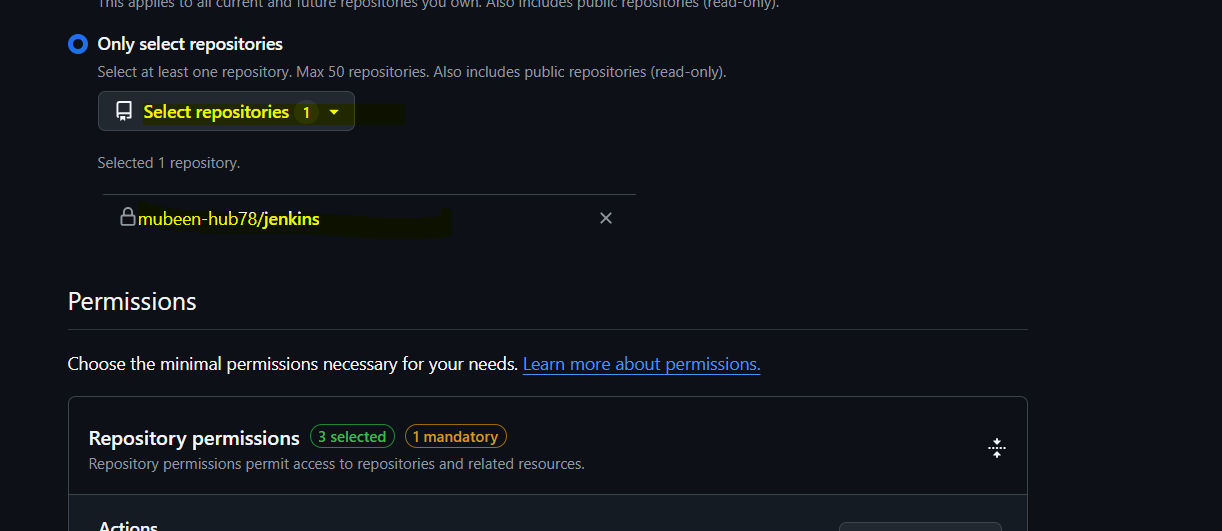 This applies to all current and future repositories you own. Also includes public repositories (read-only).
Only select repositories
Select at least one repository. Max 50 repositories. Also includes public repositories (read-only).
Select repositories 1
Selected 1 repository.
mubeen-hub78/jenkins
Permissions
Choose the minimal permissions necessary for your needs. Learn more about permissions.
Repository permissions 3 selected 1 mandatory
Repository permissions permit access to repositories and related resources.
Actions